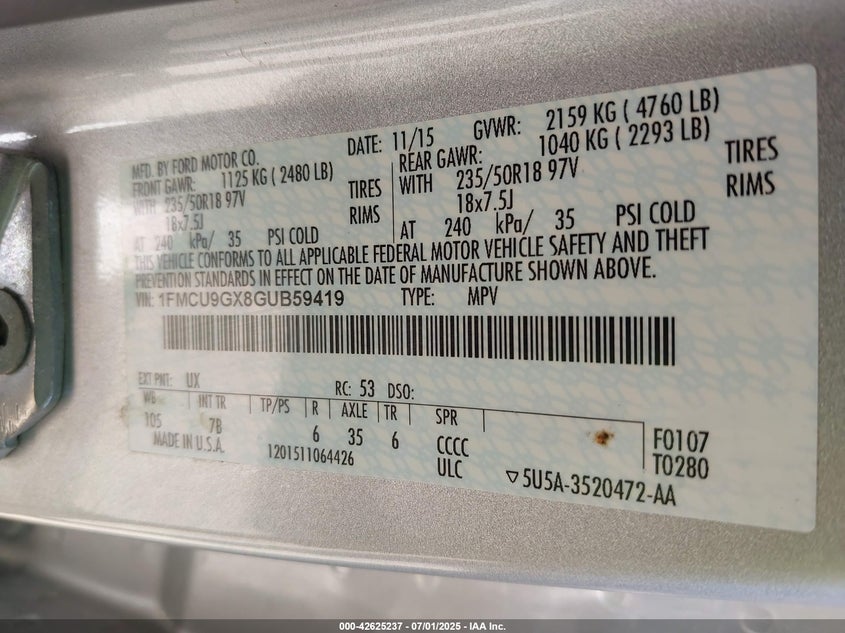 MFD. BY FORD MOTOR CO.
DATE: 11/15 GVWR: 2159 KG ( 4760 LB)
FRONT GAWR: 1125 KG ( 2480 LB)
WITH 235/50R18 97V TIRES
18x7.5J RIMS
AT 240 kPa/ 35 PSI COLD
REAR GAWR: 1040 KG ( 2293 LB)
WITH 235/50R18 97V TIRES
18x7.5J RIMS
AT 240 kPa/ 35 PSI COLD
THIS VEHICLE CONFORMS TO ALL APPLICABLE FEDERAL MOTOR VEHICLE SAFETY AND THEFT
PREVENTION STANDARDS IN EFFECT ON THE DATE OF MANUFACTURE SHOWN ABOVE.
VIN: 1FMCU9GX8GUB59419 TYPE: MPV
EXT PNT: UX RC: 53 DSO:
WB INT TR TP/PS R AXLE TR SPR
105 7B 6 35 6 CCCC F0107
MADE IN U.S.A. 1201511064426 ULC T0280
5U5A-3520472-AA
000-42625237 - 07/01/2025 - IAA Inc.